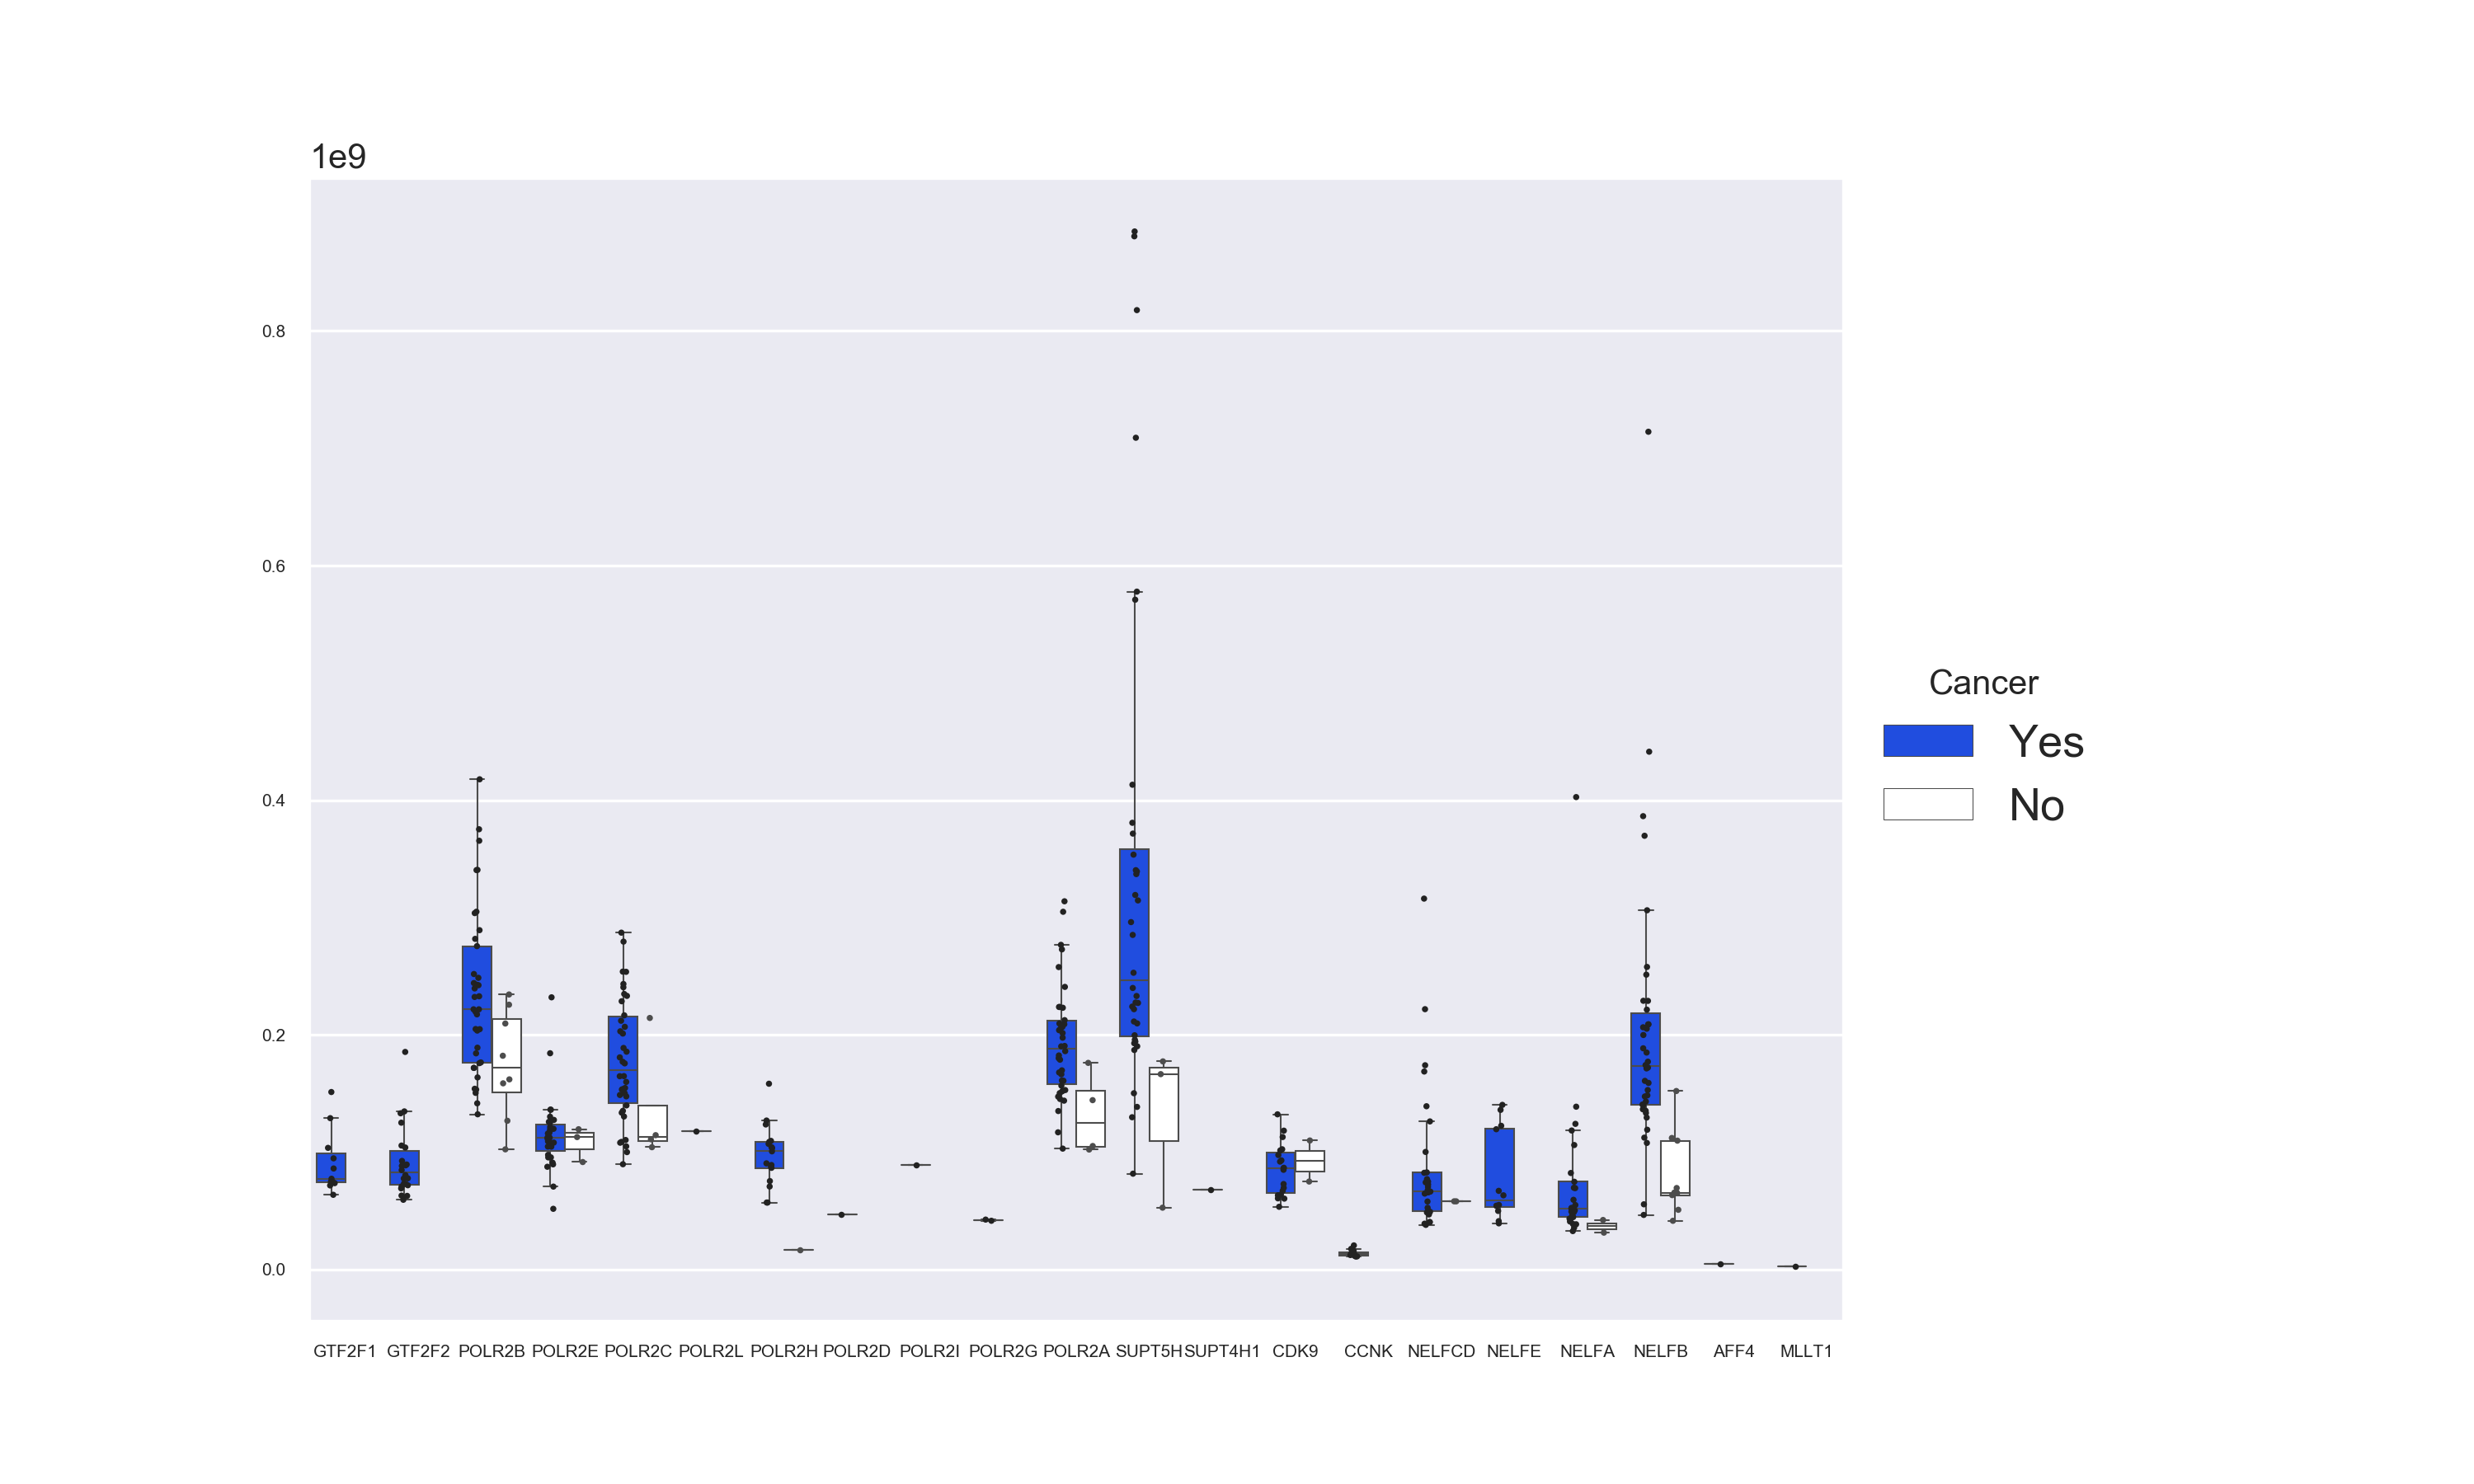 1e9
0.8
0.6
0.4
0.2
0.0
GTF2F1 GTF2F2 POLR2B POLR2E POLR2C POLR2L POLR2H POLR2D POLR2I POLR2G POLR2A SUPT5H SUPT4H1 CDK9 CCNK NELFCD NELFE NELFA NELFB AFF4 MLLT1
Cancer
Yes
No